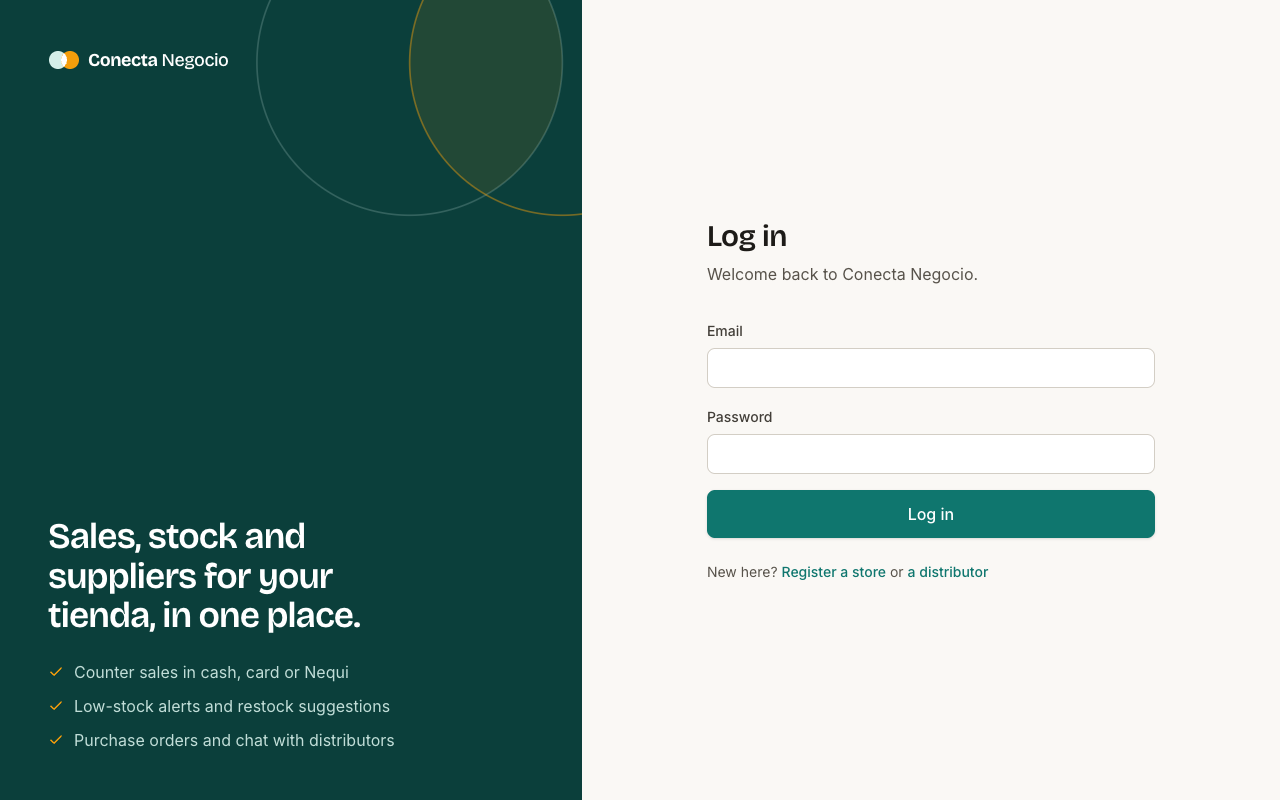 Conecta Negocio
Sales, stock and
suppliers for your
tienda, in one place.
Counter sales in cash, card or Nequi
Low-stock alerts and restock suggestions
Purchase orders and chat with distributors
Log in
Welcome back to Conecta Negocio.
Email
Password
Log in
New here? Register a store or a distributor